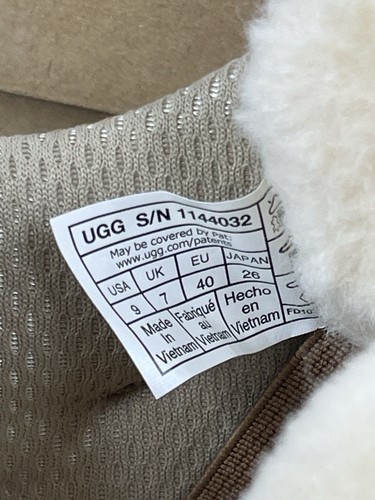 UGG S/N 1144032
May be covered by Pat:
www.ugg.com/patents
USA UK EU JAPAN
9 7 40 26
Made In Vietnam
Fabriqué au Vietnam
Hecho en Vietnam